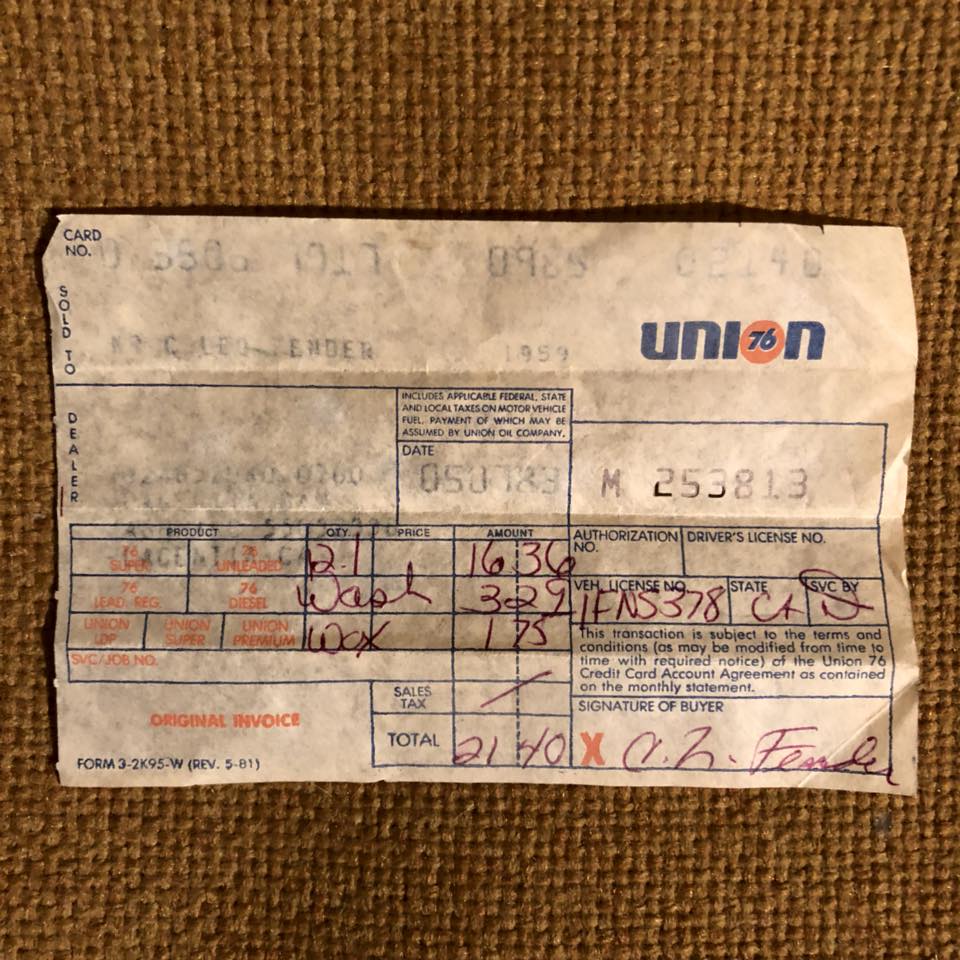 CARD NO.
1017 02140
SOLD TO
C LEO FENDER 1959
UNION 76
DEALER
INCLUDES APPLICABLE FEDERAL, STATE
AND LOCAL TAXES ON MOTOR VEHICLE
FUEL, PAYMENT OF WHICH MAY BE
ASSUMED BY UNION OIL COMPANY.
DATE
050783 M 253813
PRODUCT QTY. PRICE AMOUNT
AUTHORIZATION NO. DRIVER'S LICENSE NO.
76 SUPER 76 UNLEADED 12.1 16 36
76 LEAD. REG. 76 DIESEL Wash 3 29
VEH. LICENSE NO. 1FNS378 STATE CA SVC BY
UNION LDP UNION SUPER UNION PREMIUM Wax 1 75
SVC/JOB NO.
This transaction is subject to the terms and
conditions (as may be modified from time to
time with required notice) of the Union 76
Credit Card Account Agreement as contained
on the monthly statement.
SALES TAX
ORIGINAL INVOICE
SIGNATURE OF BUYER
TOTAL 21 40 X C. L. Fender
FORM 3-2K95-W (REV. 5-81)